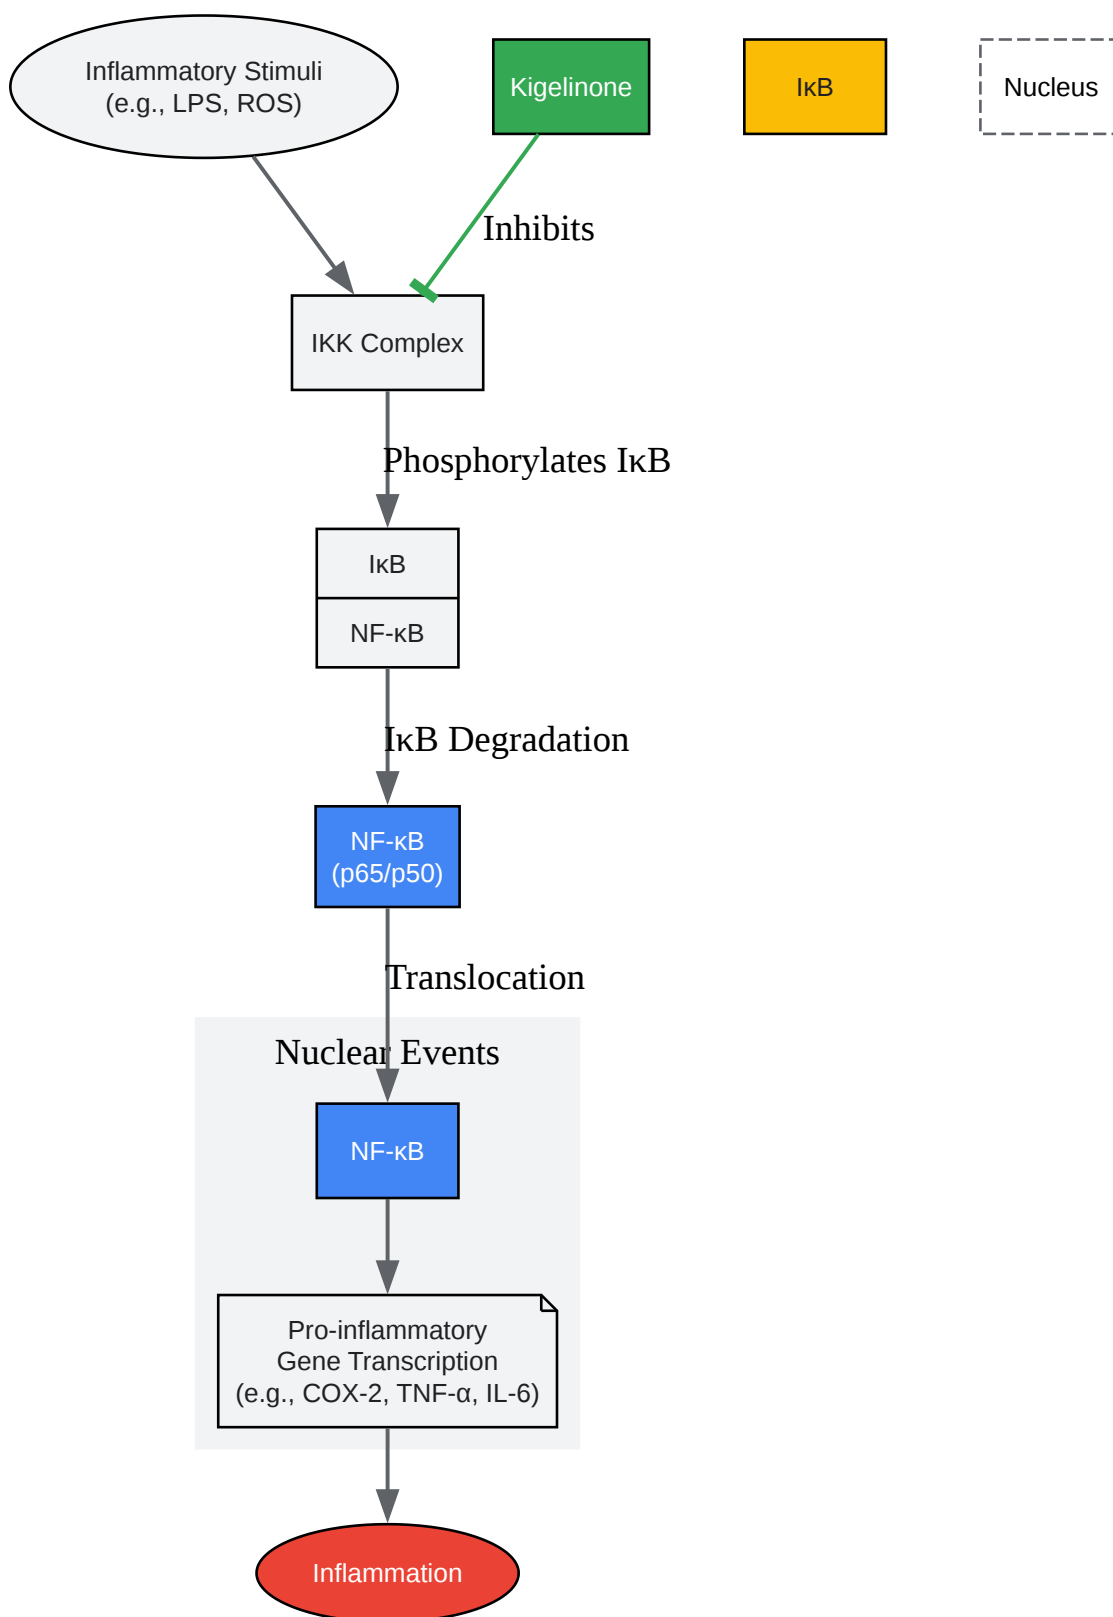 Inflammatory Stimuli
(e.g., LPS, ROS)
Kigelinone
IκB
Nucleus
Inhibits
IKK Complex
Phosphorylates IκB
IκB
NF-κB
IκB Degradation
NF-κB
(p65/p50)
Translocation
Nuclear Events
NF-κB
Pro-inflammatory
Gene Transcription
(e.g., COX-2, TNF-α, IL-6)
Inflammation